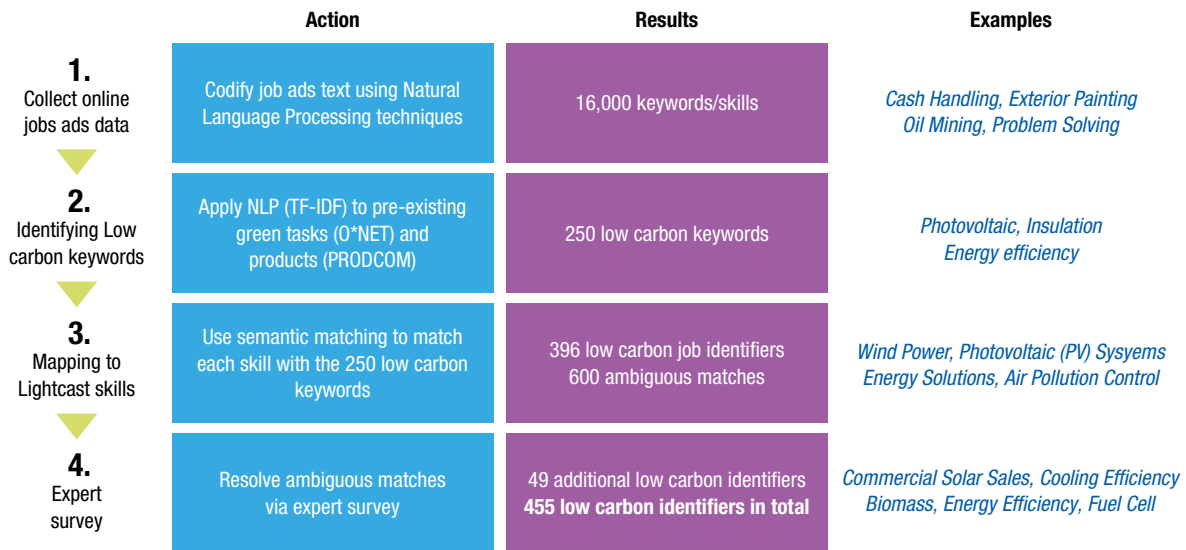 Action
Results
Examples
1.
Collect online
jobs ads data
Codify job ads text using Natural
Language Processing techniques
16,000 keywords/skills
Cash Handling, Exterior Painting
Oil Mining, Problem Solving
2.
Identifying Low
carbon keywords
Apply NLP (TF-IDF) to pre-existing
green tasks (O*NET) and
products (PRODCOM)
250 low carbon keywords
Photovoltaic, Insulation
Energy efficiency
3.
Mapping to
Lightcast skills
Use semantic matching to match
each skill with the 250 low carbon
keywords
396 low carbon job identifiers
600 ambiguous matches
Wind Power, Photovoltaic (PV) Sysyems
Energy Solutions, Air Pollution Control
4.
Expert
survey
Resolve ambiguous matches
via expert survey
49 additional low carbon identifiers
455 low carbon identifiers in total
Commercial Solar Sales, Cooling Efficiency
Biomass, Energy Efficiency, Fuel Cell